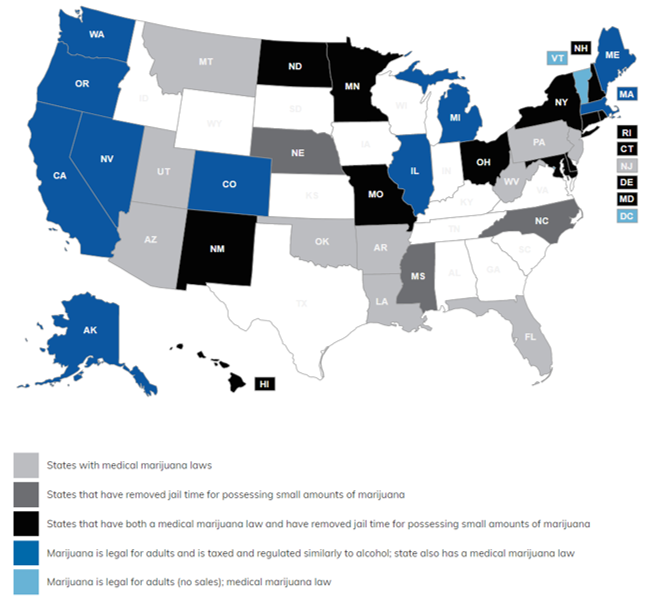 WA
OR
CA
NV
ID
MT
WY
UT
AZ
CO
NM
ND
SD
NE
KS
OK
TX
MN
IA
MO
AR
LA
WI
IL
MS
MI
IN
KY
TN
AL
OH
WV
VA
NC
SC
GA
FL
PA
NY
VT
NH
ME
MA
RI
CT
NJ
DE
MD
DC
AK
HI
States with medical marijuana laws
States that have removed jail time for possessing small amounts of marijuana
States that have both a medical marijuana law and have removed jail time for possessing small amounts of marijuana
Marijuana is legal for adults and is taxed and regulated similarly to alcohol; state also has a medical marijuana law
Marijuana is legal for adults (no sales); medical marijuana law